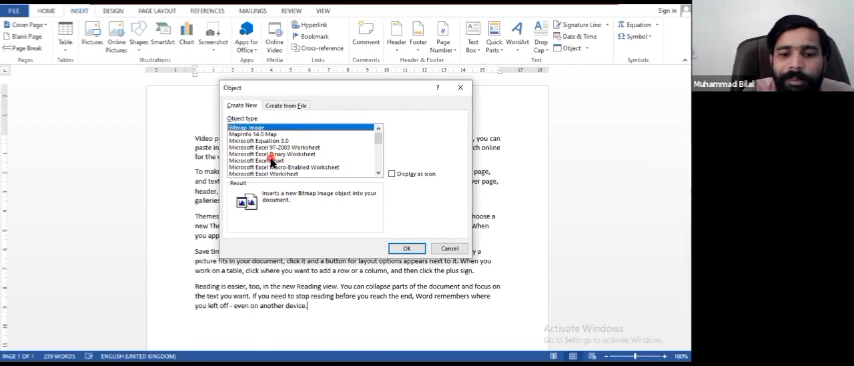 FILE HOME INSERT DESIGN PAGE LAYOUT REFERENCES MAILINGS REVIEW VIEW Sign in
Cover Page
Blank Page
Page Break
Pages
Table
Tables
Pictures
Online Pictures
Shapes
SmartArt
Chart
Screenshot
Illustrations
Apps for Office
Apps
Online Video
Media
Hyperlink
Bookmark
Cross-reference
Links
Comment
Comments
Header
Footer
Page Number
Header & Footer
Text Box
Quick Parts
WordArt
Drop Cap
Signature Line
Date & Time
Object
Text
Equation
Symbol
Symbols
Muhammad Bilal
Object
Create New
Create from File
Object type:
Bitmap Image
MapInfo 14.0 Map
Microsoft Equation 3.0
Microsoft Excel 97-2003 Worksheet
Microsoft Excel Binary Worksheet
Microsoft Excel Chart
Microsoft Excel Macro-Enabled Worksheet
Microsoft Excel Worksheet
Display as icon
Result
Inserts a new Bitmap Image object into your
document.
OK
Cancel
Video p
, you can
paste in
ch online
for the
To make
page,
and text
er page,
header,
galleries
Themes
hoose a
new The
When
you app
Save tim
y a
picture fits in your document, click it and a button for layout options appears next to it. When you
work on a table, click where you want to add a row or a column, and then click the plus sign.
Reading is easier, too, in the new Reading view. You can collapse parts of the document and focus on
the text you want. If you need to stop reading before you reach the end, Word remembers where
you left off - even on another device.
Activate Windows
Go to Settings to activate Windows.
PAGE 1 OF 1 239 WORDS ENGLISH (UNITED KINGDOM) 100%